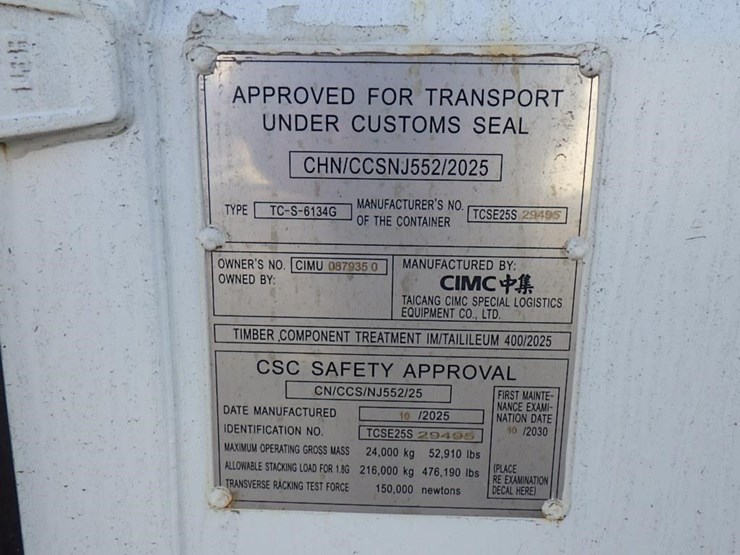 APPROVED FOR TRANSPORT
UNDER CUSTOMS SEAL
CHN/CCSNJ552/2025
TYPE TC-S-6134G
MANUFACTURER'S NO.
OF THE CONTAINER
TCSE25S 29495
OWNER'S NO. CIMU 087935 0
OWNED BY:
MANUFACTURED BY:
CIMC中集
TAICANG CIMC SPECIAL LOGISTICS
EQUIPMENT CO., LTD.
TIMBER COMPONENT TREATMENT IM/TAILILEUM 400/2025
CSC SAFETY APPROVAL
CN/CCS/NJ552/25
DATE MANUFACTURED 10 /2025
IDENTIFICATION NO. TCSE25S 29495
MAXIMUM OPERATING GROSS MASS 24,000 kg 52,910 lbs
ALLOWABLE STACKING LOAD FOR 1.8G 216,000 kg 476,190 lbs
TRANSVERSE RACKING TEST FORCE 150,000 newtons
FIRST MAINTE-
NANCE EXAMI-
NATION DATE
10 /2030
(PLACE
RE EXAMINATION
DECAL HERE)